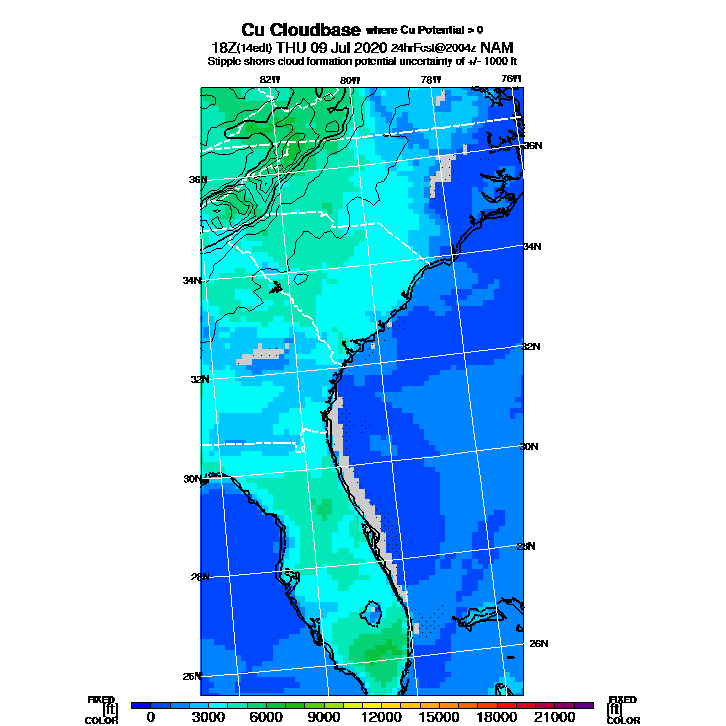 Cu Cloudbase where Cu Potential > 0
18Z(14edt) THU 09 Jul 2020 24hrFcst@2004z NAM
Stipple shows cloud formation potential uncertainty of +/- 1000 ft
82W 80W 78W 76W
36N
36N
34N
34N
32N
32N
30N
30N
28N
28N
26N
26N
FIXED FIXED
[ft] [ft]
COLOR COLOR
0 3000 6000 9000 12000 15000 18000 21000